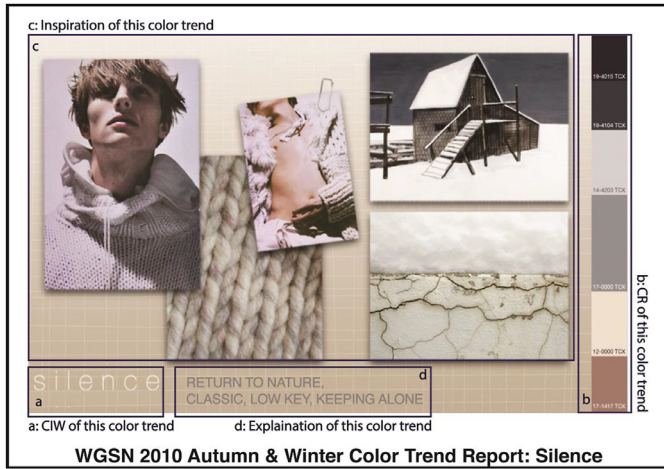 c: Inspiration of this color trend
c
19-4015 TCX
19-4104 TCX
14-4203 TCX
17-0000 TCX
12-0000 TCX
17-1417 TCX
b
b:CR of this color trend
silence
a
RETURN TO NATURE,
CLASSIC, LOW KEY, KEEPING ALONE
d
a: CIW of this color trend
d: Explaination of this color trend
WGSN 2010 Autumn & Winter Color Trend Report: Silence